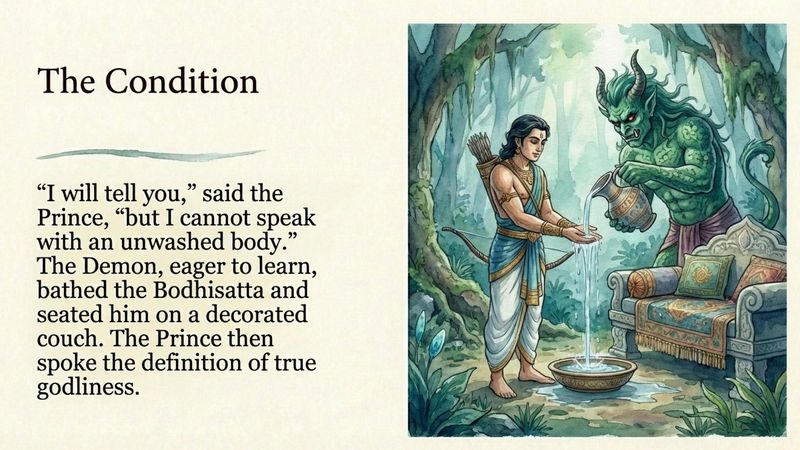 The Condition
“I will tell you,” said the
Prince, “but I cannot speak
with an unwashed body.”
The Demon, eager to learn,
bathed the Bodhisatta and
seated him on a decorated
couch. The Prince then
spoke the definition of true
godliness.